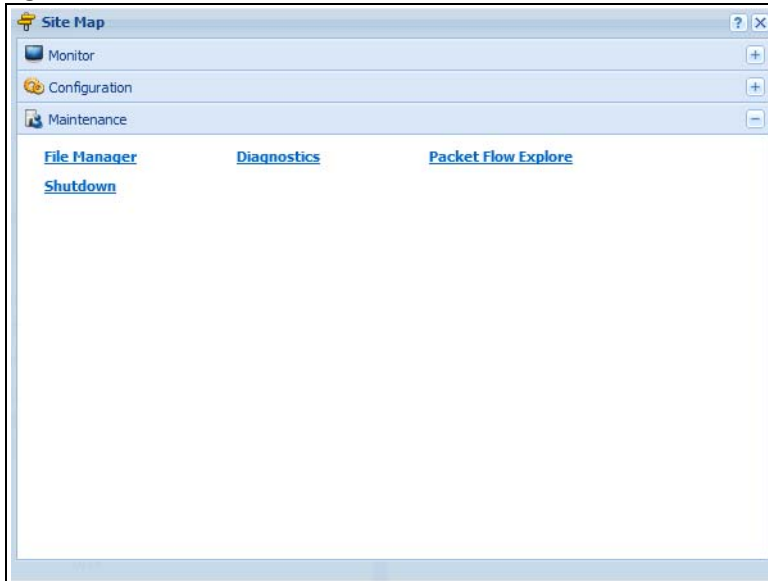 Site Map
Monitor
Configuration
Maintenance
File Manager Diagnostics Packet Flow Explore
Shutdown